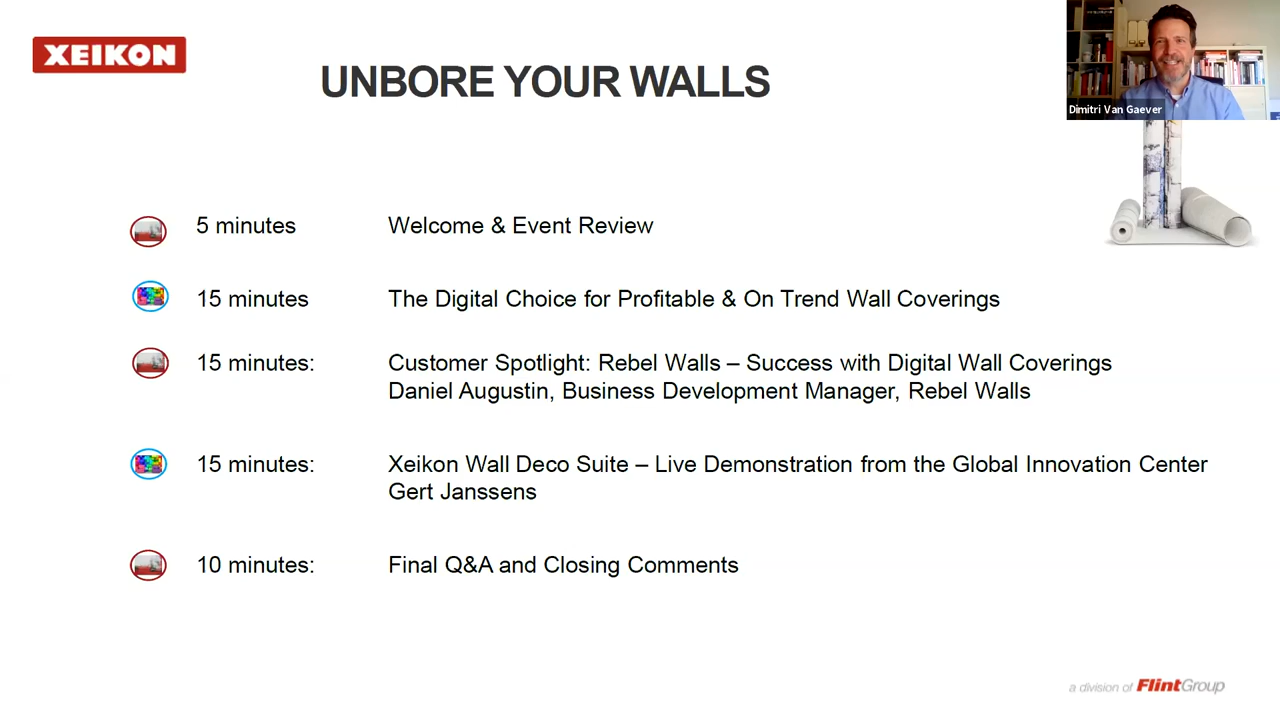 XEIKON
UNBORE YOUR WALLS
Dimitri Van Gaever
5 minutes Welcome & Event Review
15 minutes The Digital Choice for Profitable & On Trend Wall Coverings
15 minutes: Customer Spotlight: Rebel Walls – Success with Digital Wall Coverings
Daniel Augustin, Business Development Manager, Rebel Walls
15 minutes: Xeikon Wall Deco Suite – Live Demonstration from the Global Innovation Center
Gert Janssens
10 minutes: Final Q&A and Closing Comments
a division of FlintGroup